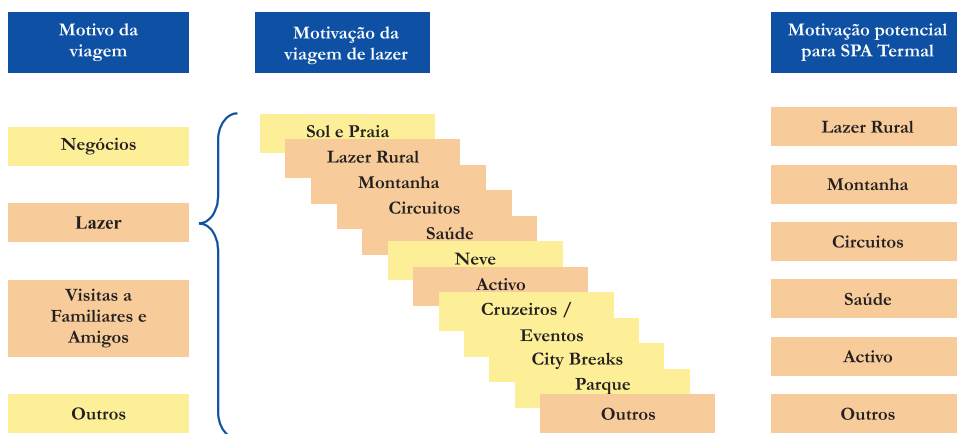 Motivo da
viagem
Negócios
Lazer
Visitas a
Familiares e
Amigos
Outros
Motivação da
viagem de lazer
Sol e Praia
Lazer Rural
Montanha
Circuitos
Saúde
Neve
Activo
Cruzeiros /
Eventos
City Breaks
Parque
Outros
Motivação potencial
para SPA Termal
Lazer Rural
Montanha
Circuitos
Saúde
Activo
Outros